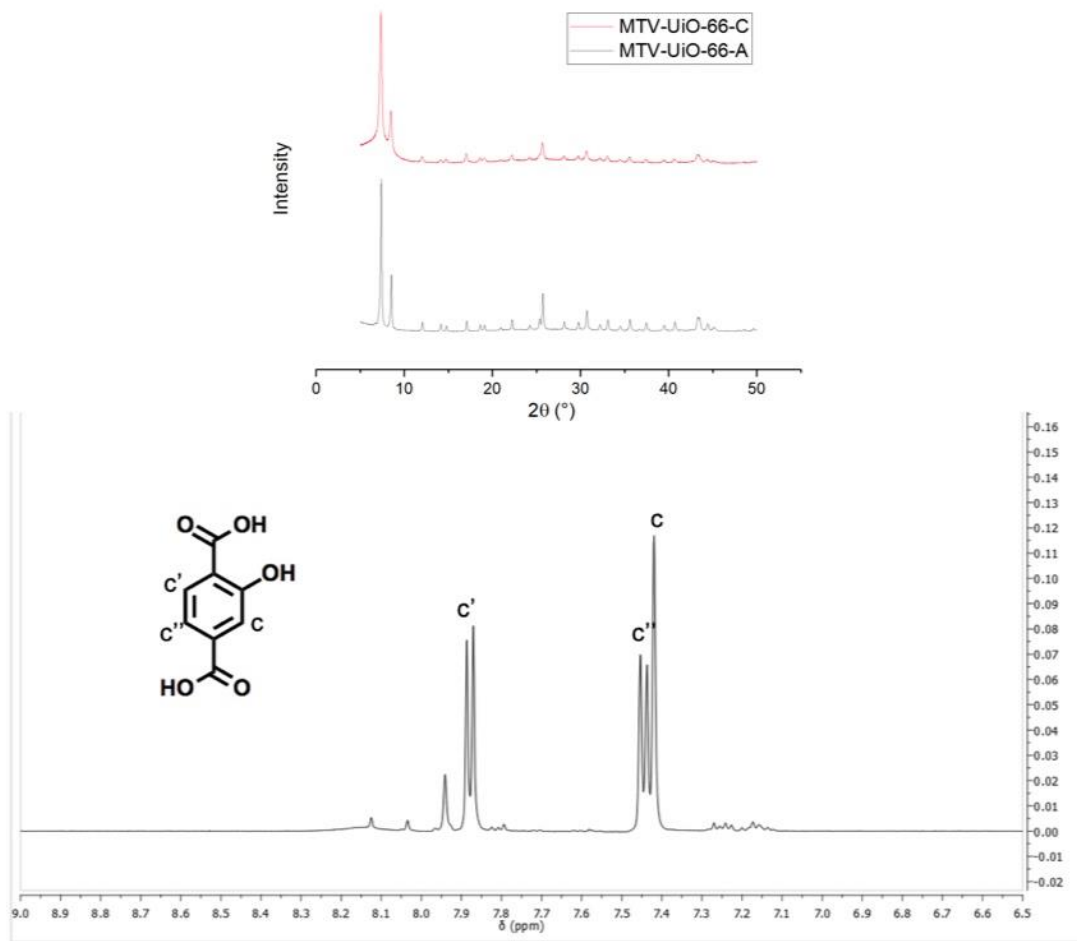 MTV-UiO-66-C
MTV-UiO-66-A
Intensity
0 10 20 30 40 50
2θ (°)
0.16
0.15
0.14
0.13
0.12
0.11
0.10
0.09
0.08
0.07
0.06
0.05
0.04
0.03
0.02
0.01
0.00
-0.01
-0.02
O OH
C' OH
C'' C
HO O
C'
C''
C
9.0 8.9 8.8 8.7 8.6 8.5 8.4 8.3 8.2 8.1 8.0 7.9 7.8 7.7 7.6 7.5 7.4 7.3 7.2 7.1 7.0 6.9 6.8 6.7 6.6 6.5
δ (ppm)